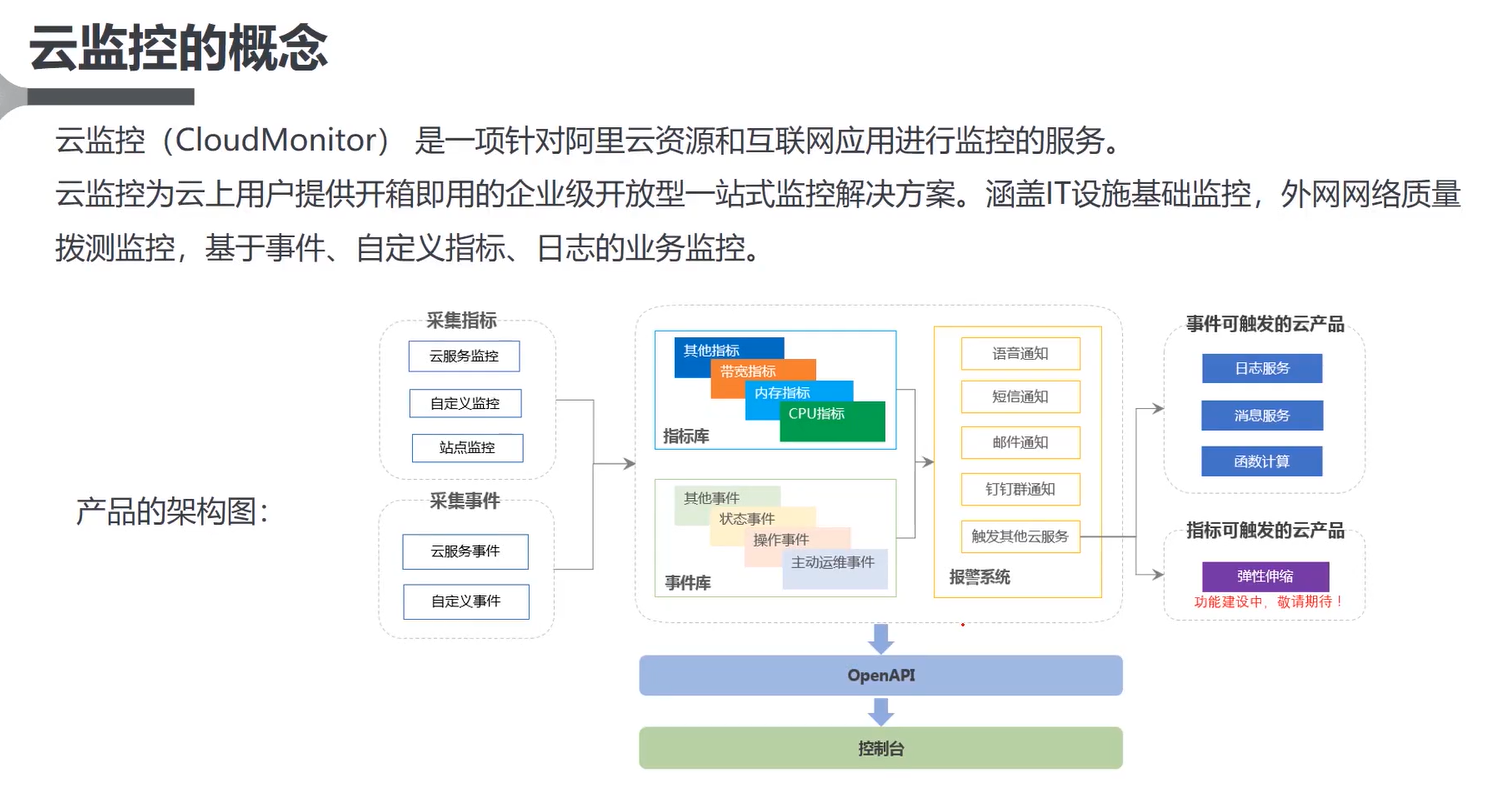 云监控的概念
云监控（CloudMonitor） 是一项针对阿里云资源和互联网应用进行监控的服务。
云监控为云上用户提供开箱即用的企业级开放型一站式监控解决方案。涵盖IT设施基础监控，外网网络质量
拨测监控，基于事件、自定义指标、日志的业务监控。
产品的架构图：
采集指标
云服务监控
自定义监控
站点监控
采集事件
云服务事件
自定义事件
其他指标
带宽指标
内存指标
CPU指标
指标库
其他事件
状态事件
操作事件
主动运维事件
事件库
语音通知
短信通知
邮件通知
钉钉群通知
触发其他云服务
报警系统
事件可触发的云产品
日志服务
消息服务
函数计算
指标可触发的云产品
弹性伸缩
功能建设中，敬请期待！
OpenAPI
控制台